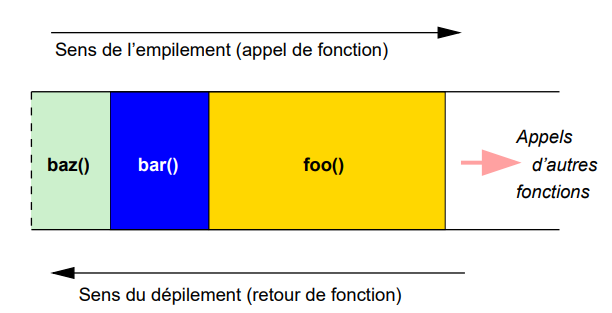 Sens de l’empilement (appel de fonction)
baz()
bar()
foo()
Appels
d’autres
fonctions
Sens du dépilement (retour de fonction)